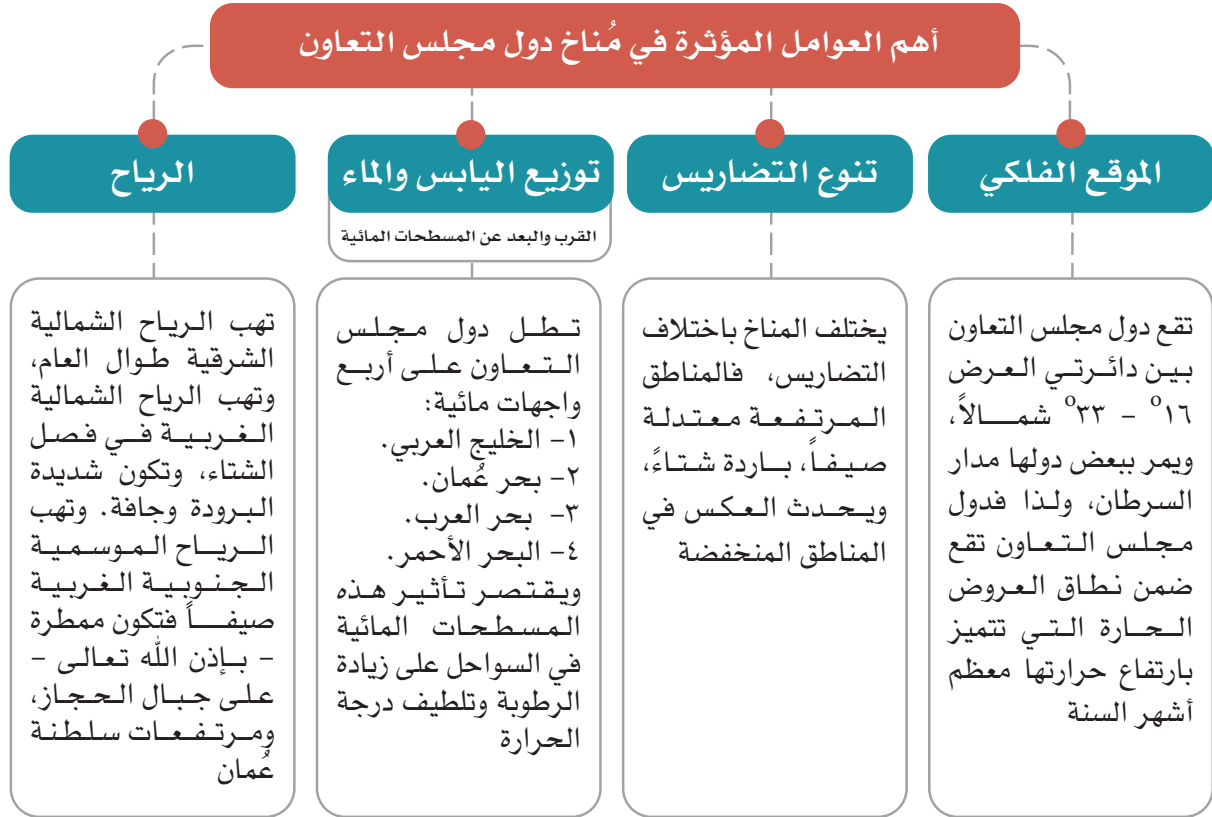 أهم العوامل المؤثرة في مُناخ دول مجلس التعاون
الموقع الفلكي
تقع دول مجلس التعاون
بين دائرتي العرض
١٦° - ٣٣° شمالاً،
ويمر ببعض دولها مدار
السرطان، ولذا فدول
مجلس التعاون تقع
ضمن نطاق العروض
الحارة التي تتميز
بارتفاع حرارتها معظم
أشهر السنة
تنوع التضاريس
يختلف المناخ باختلاف
التضاريس، فالمناطق
المرتفعة معتدلة
صيفاً، باردة شتاءً،
ويحدث العكس في
المناطق المنخفضة
توزيع اليابس والماء
القرب والبعد عن المسطحات المائية
تطل دول مجلس
التعاون على أربع
واجهات مائية:
١- الخليج العربي.
٢- بحر عُمان.
٣- بحر العرب.
٤- البحر الأحمر.
ويقتصر تأثير هذه
المسطحات المائية
في السواحل على زيادة
الرطوبة وتلطيف درجة
الحرارة
الرياح
تهب الرياح الشمالية
الشرقية طوال العام،
وتهب الرياح الشمالية
الغربية في فصل
الشتاء، وتكون شديدة
البرودة وجافة. وتهب
الرياح الموسمية
الجنوبية الغربية
صيفاً فتكون ممطرة
- بإذن الله تعالى -
على جبال الحجاز،
ومرتفعات سلطنة
عُمان